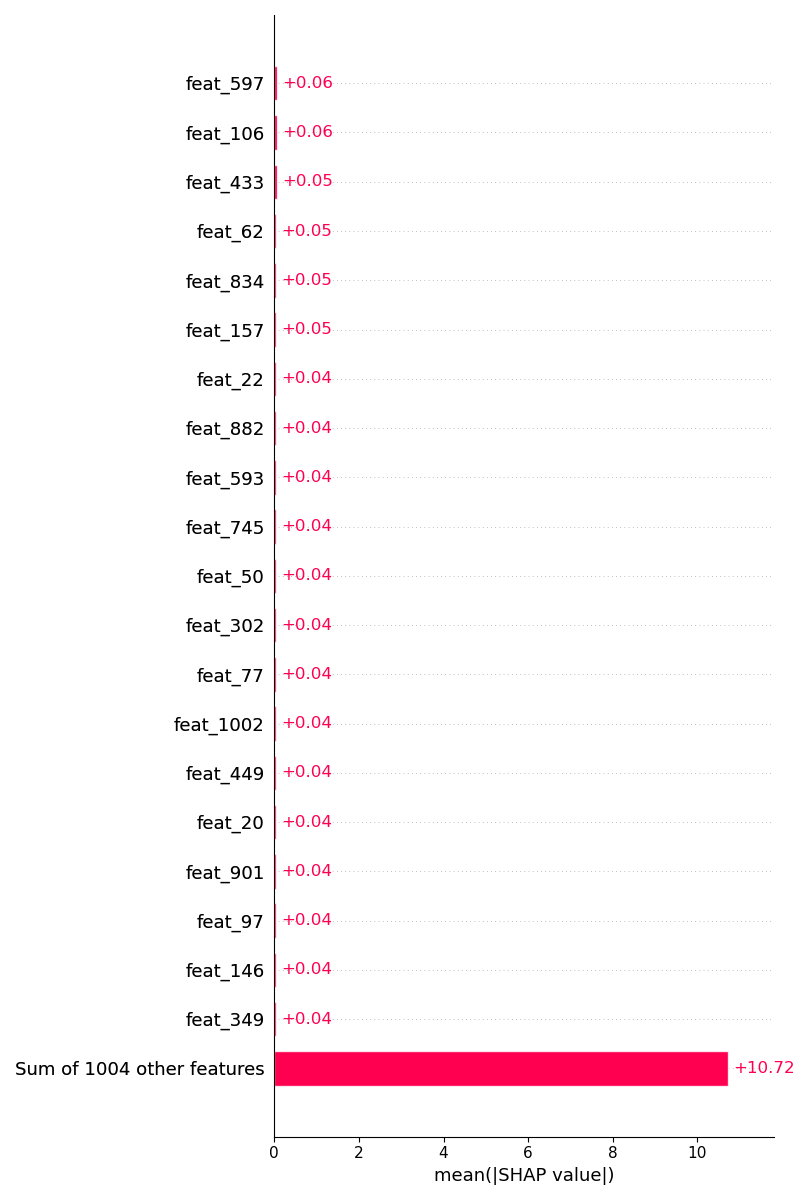 feat_597 +0.06
feat_106 +0.06
feat_433 +0.05
feat_62 +0.05
feat_834 +0.05
feat_157 +0.05
feat_22 +0.04
feat_882 +0.04
feat_593 +0.04
feat_745 +0.04
feat_50 +0.04
feat_302 +0.04
feat_77 +0.04
feat_1002 +0.04
feat_449 +0.04
feat_20 +0.04
feat_901 +0.04
feat_97 +0.04
feat_146 +0.04
feat_349 +0.04
Sum of 1004 other features +10.72
0 2 4 6 8 10
mean(|SHAP value|)